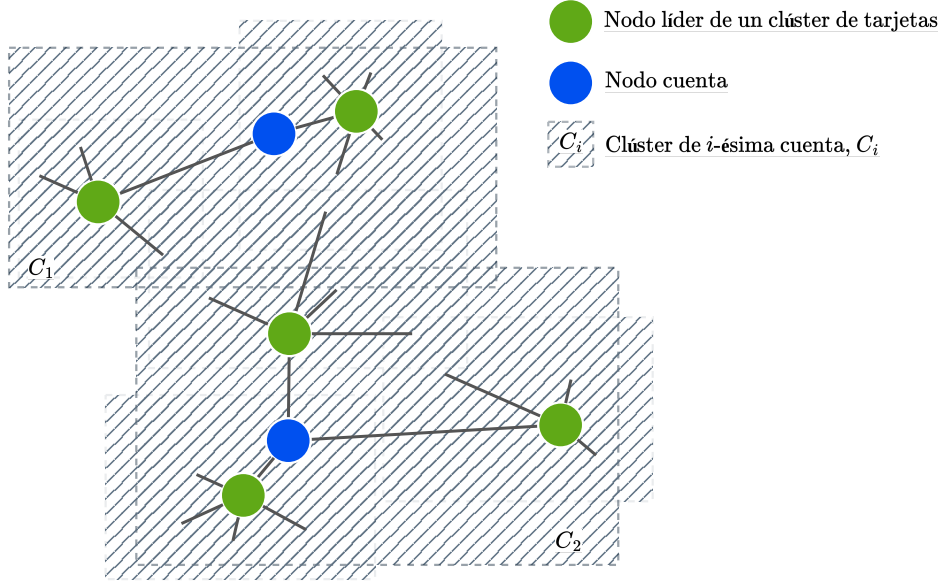 Nodo líder de un clúster de tarjetas
Nodo cuenta
C_i Clúster de i-ésima cuenta, C_i
C_1
C_2